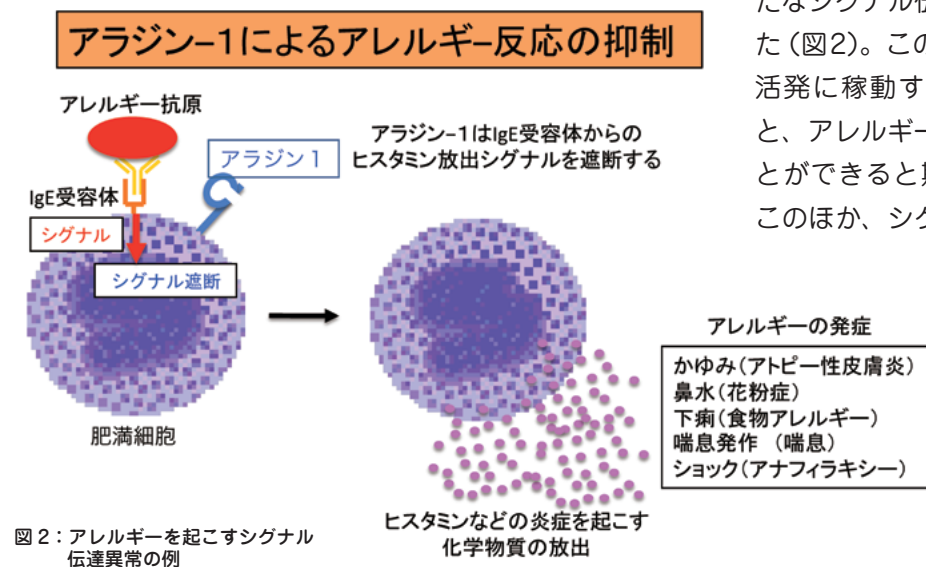 アラジン−1によるアレルギ−反応の抑制
アレルギー抗原
アラジン1
アラジン−1はIgE受容体からの
ヒスタミン放出シグナルを遮断する
IgE受容体
シグナル
シグナル遮断
肥満細胞
ヒスタミンなどの炎症を起こす
化学物質の放出
アレルギーの発症
かゆみ(アトピー性皮膚炎)
鼻水(花粉症)
下痢(食物アレルギー)
喘息発作 (喘息)
ショック(アナフィラキシー)
図2：アレルギーを起こすシグナル
伝達異常の例
た(図2)。この
活発に稼動す
と、アレルギー
とができると
このほか、シグ